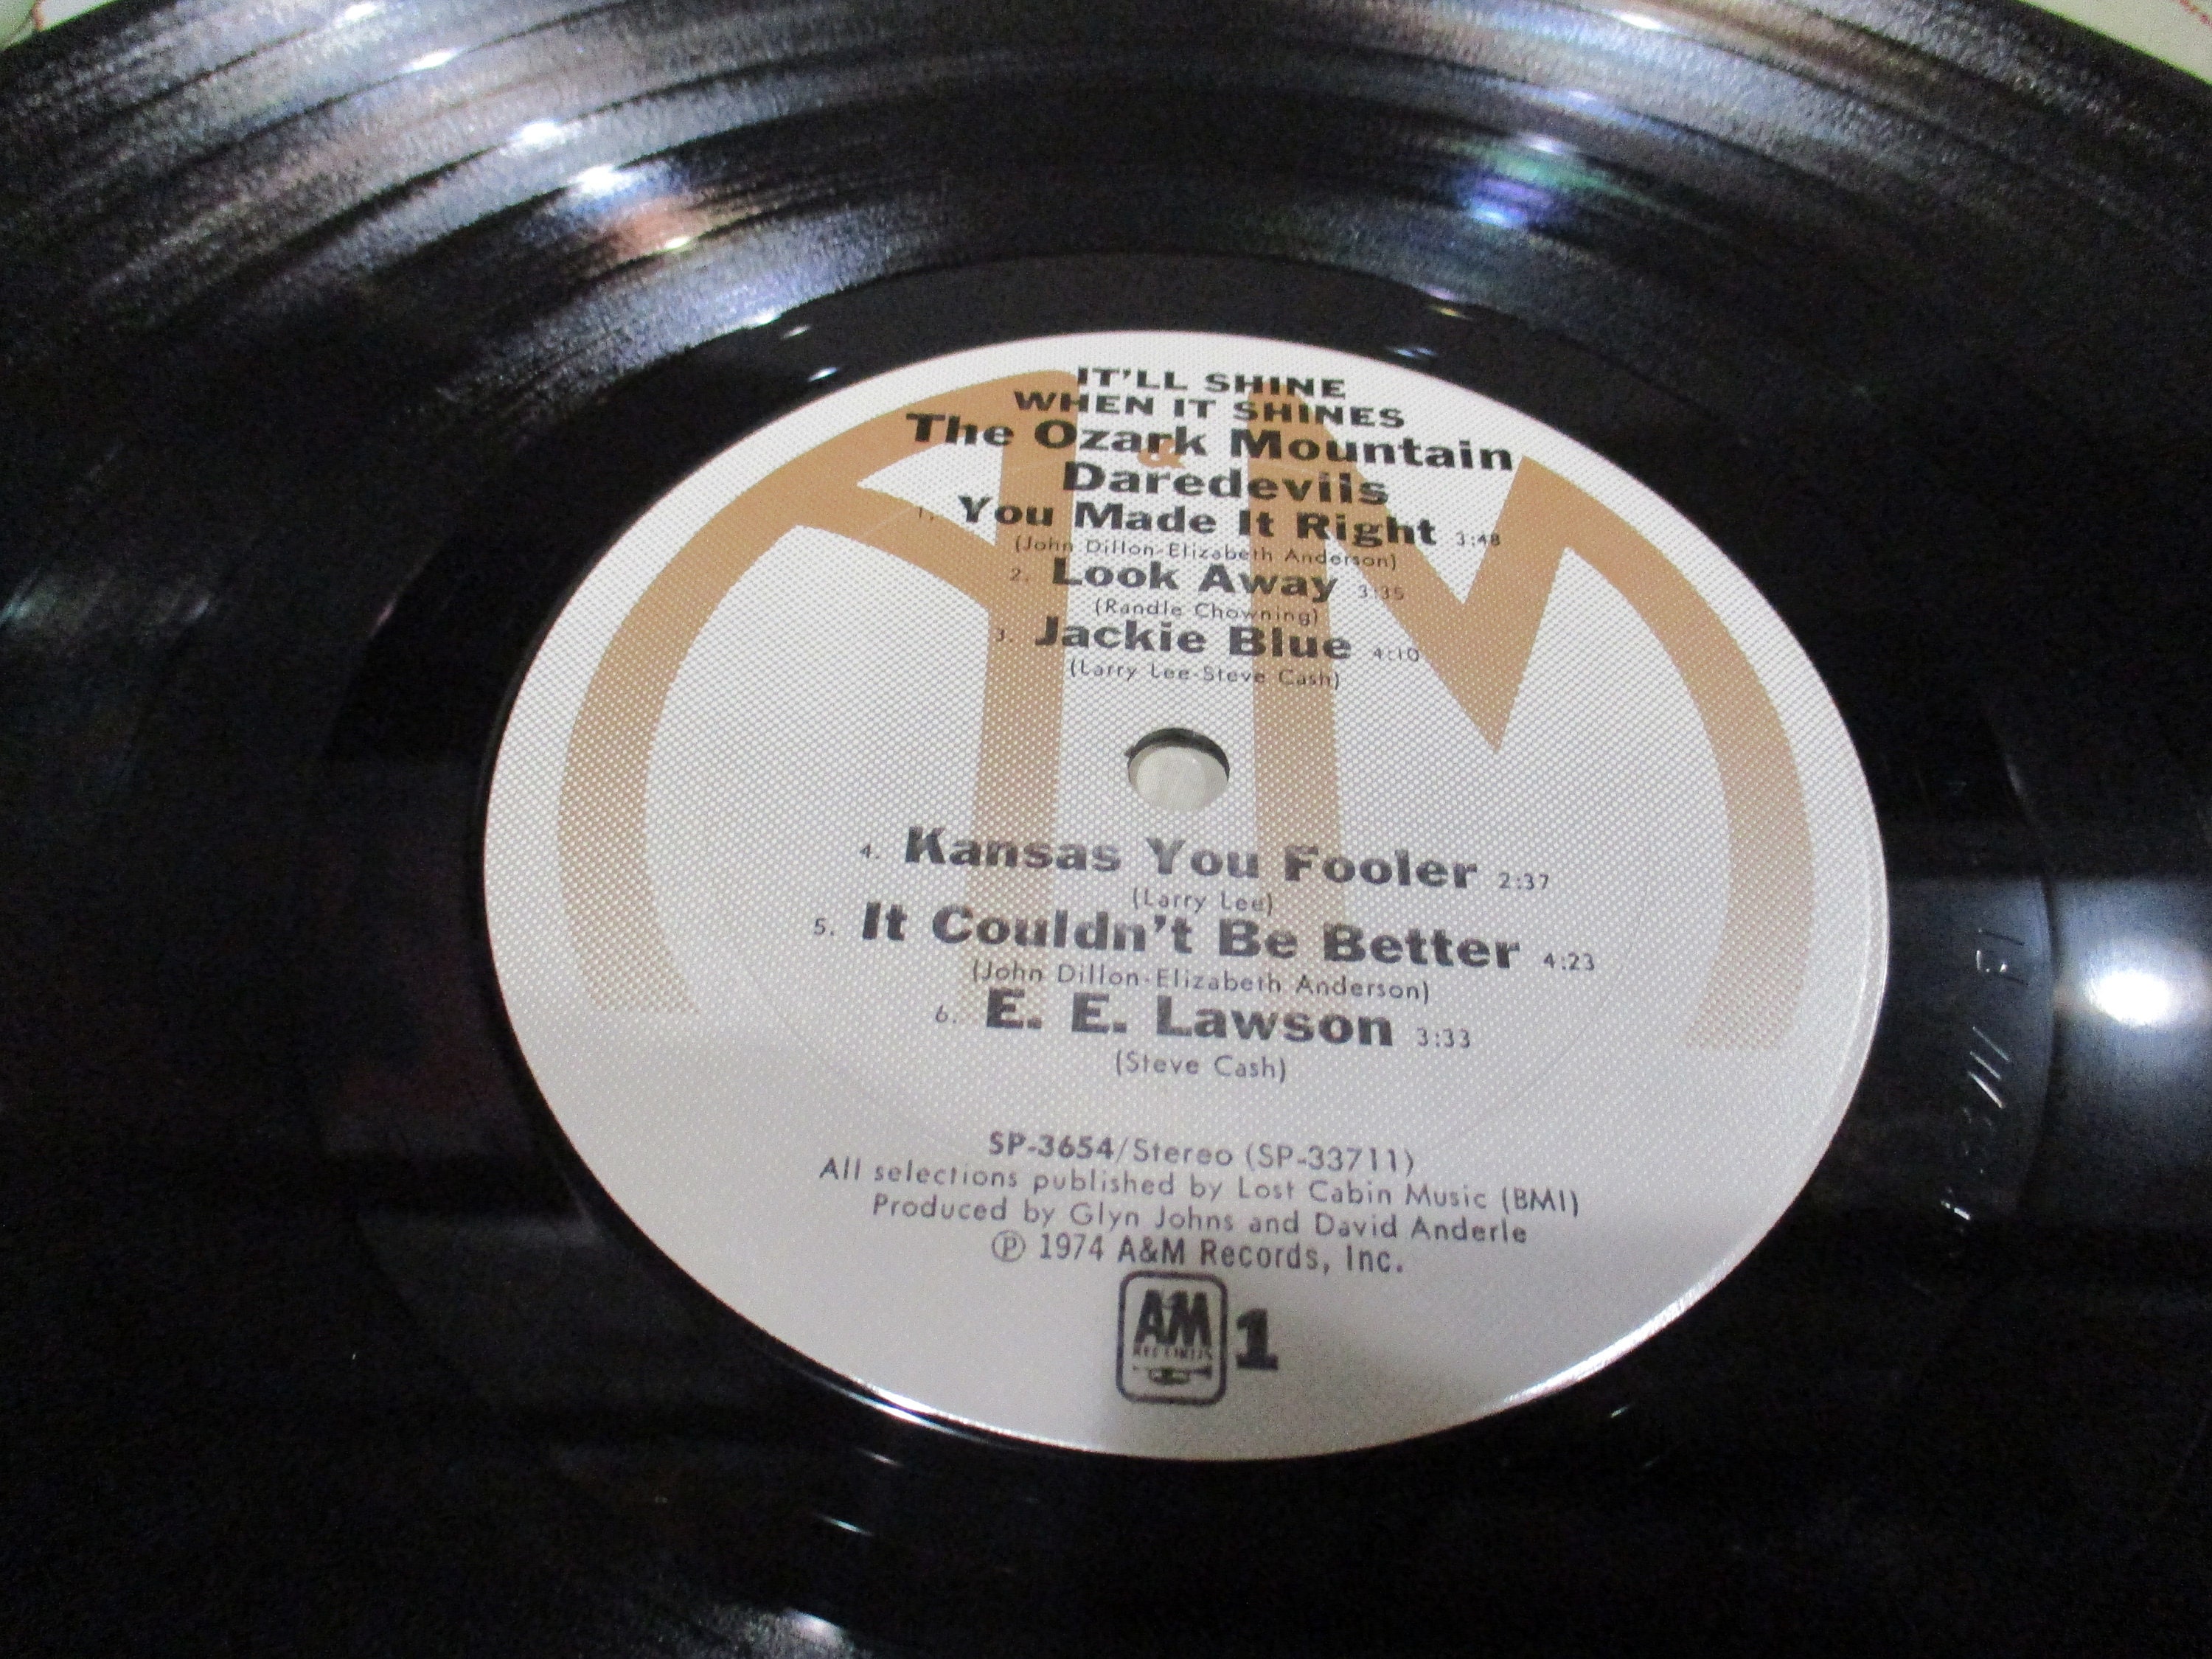 IT'LL SHINE
WHEN IT SHINES
The Ozark Mountain
Daredevils
1. You Made It Right 3:48
(John Dillon-Elizabeth Anderson)
2. Look Away 3:35
(Randle Chowning)
3. Jackie Blue 4:10
(Larry Lee-Steve Cash)
4. Kansas You Fooler 2:37
(Larry Lee)
5. It Couldn't Be Better 4:23
(John Dillon-Elizabeth Anderson)
6. E. E. Lawson 3:33
(Steve Cash)
SP-3654/Stereo (SP-33711)
All selections published by Lost Cabin Music (BMI)
Produced by Glyn Johns and David Anderle
℗ 1974 A&M Records, Inc.
A&M
RECORDS
1